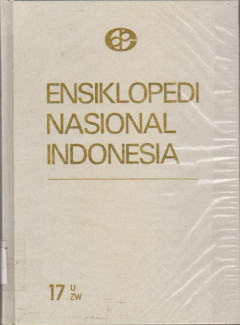 ENSIKLOPEDI
NASIONAL
INDONESIA
17 U
ZW